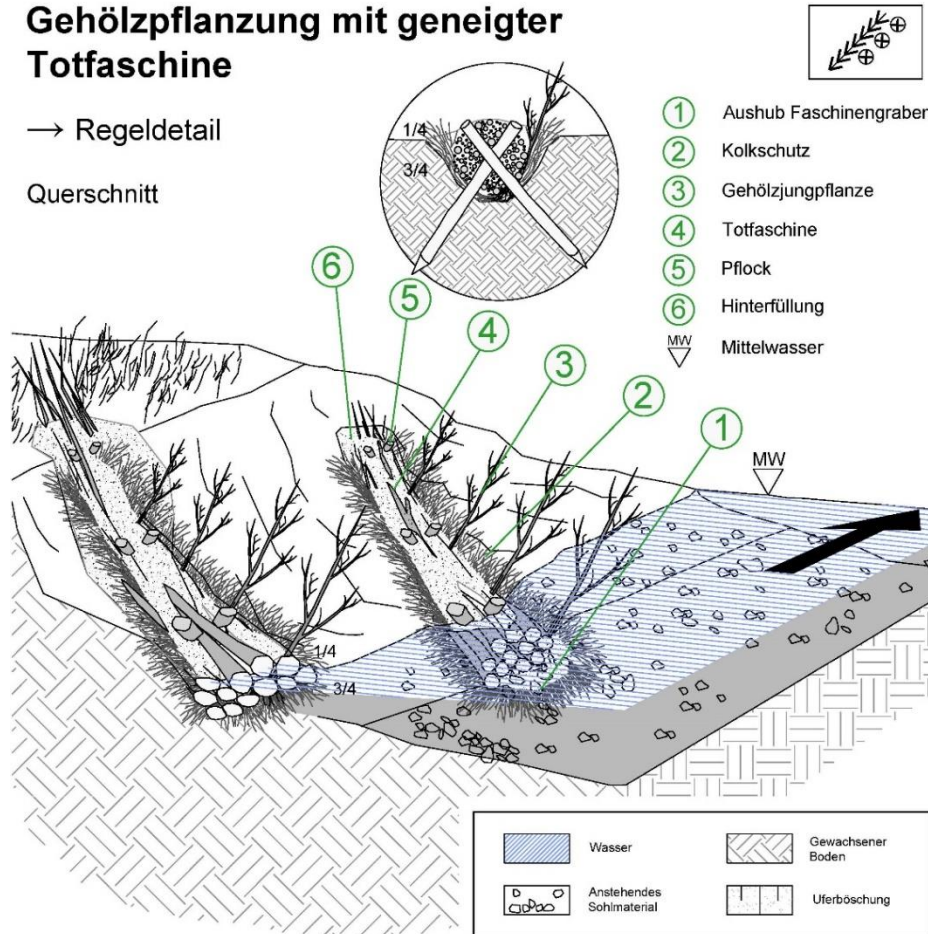 Gehölzpflanzung mit geneigter
Totfaschine
→ Regeldetail
Querschnitt
1/4
3/4
1 Aushub Faschinengraben
2 Kolkschutz
3 Gehölzjungpflanze
4 Totfaschine
5 Pflock
6 Hinterfüllung
MW Mittelwasser
6
5
4
3
2
1
MW
1/4
3/4
Wasser
Gewachsener
Boden
Anstehendes
Sohlmaterial
Uferböschung